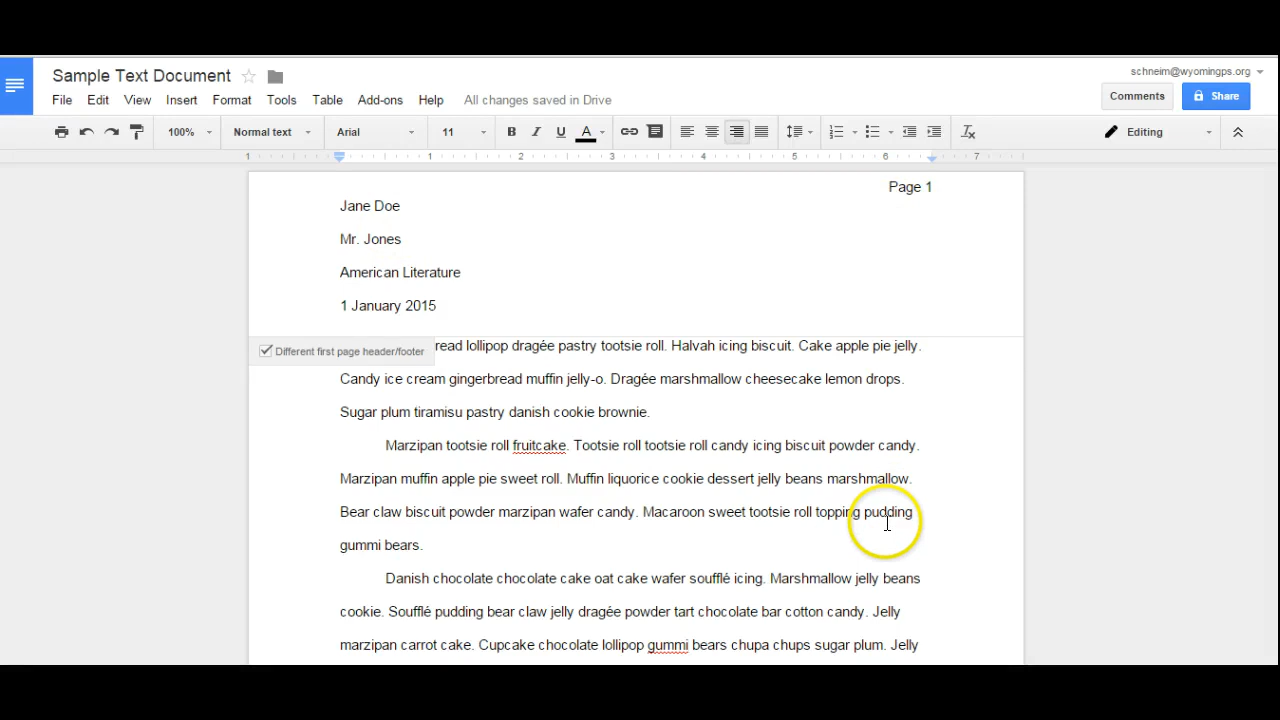 Sample Text Document
schneim@wyomingps.org
File Edit View Insert Format Tools Table Add-ons Help All changes saved in Drive
Comments Share
100% Normal text Arial 11 B I U A Editing
1 1 2 3 4 5 6 7
Page 1
Jane Doe
Mr. Jones
American Literature
1 January 2015
Different first page header/footer
read lollipop dragée pastry tootsie roll. Halvah icing biscuit. Cake apple pie jelly.
Candy ice cream gingerbread muffin jelly-o. Dragée marshmallow cheesecake lemon drops.
Sugar plum tiramisu pastry danish cookie brownie.
Marzipan tootsie roll fruitcake. Tootsie roll tootsie roll candy icing biscuit powder candy.
Marzipan muffin apple pie sweet roll. Muffin liquorice cookie dessert jelly beans marshmallow.
Bear claw biscuit powder marzipan wafer candy. Macaroon sweet tootsie roll topping pudding
gummi bears.
Danish chocolate chocolate cake oat cake wafer soufflé icing. Marshmallow jelly beans
cookie. Soufflé pudding bear claw jelly dragée powder tart chocolate bar cotton candy. Jelly
marzipan carrot cake. Cupcake chocolate lollipop gummi bears chupa chups sugar plum. Jelly